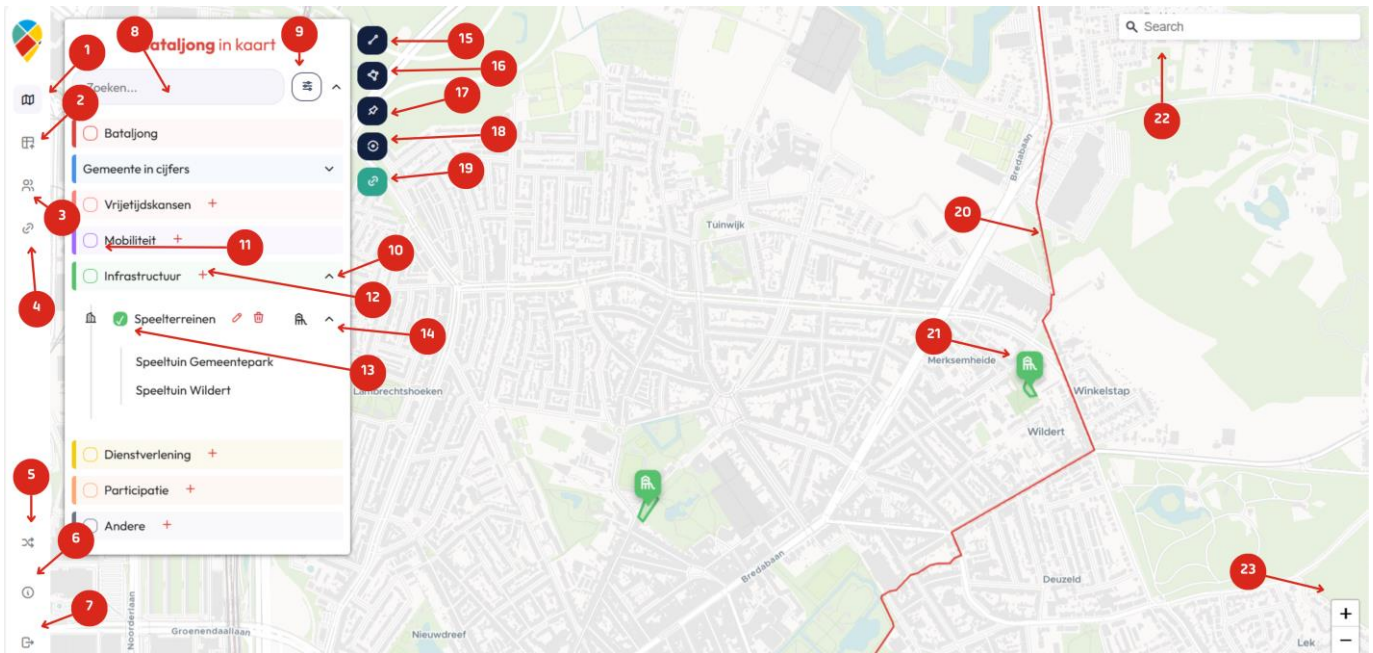 Bataljong in kaart
Zoeken...
Bataljong
Gemeente in cijfers
Vrijetijdskansen +
Mobiliteit +
Infrastructuur +
Speelterreinen
Speeltuin Gemeentepark
Speeltuin Wildert
Dienstverlening +
Participatie +
Andere +
1
2
3
4
5
6
7
8
9
10
11
12
13
14
15
16
17
18
19
20
21
22
23
Search
Bredabaan
Tuinwijk
Merksemheide
Lambrechtshoeken
Winkelstap
Wildert
Bredabaan
Deuzeld
Noorderlaan
Groenendaallaan
Nieuwdreef
Lek
+
−